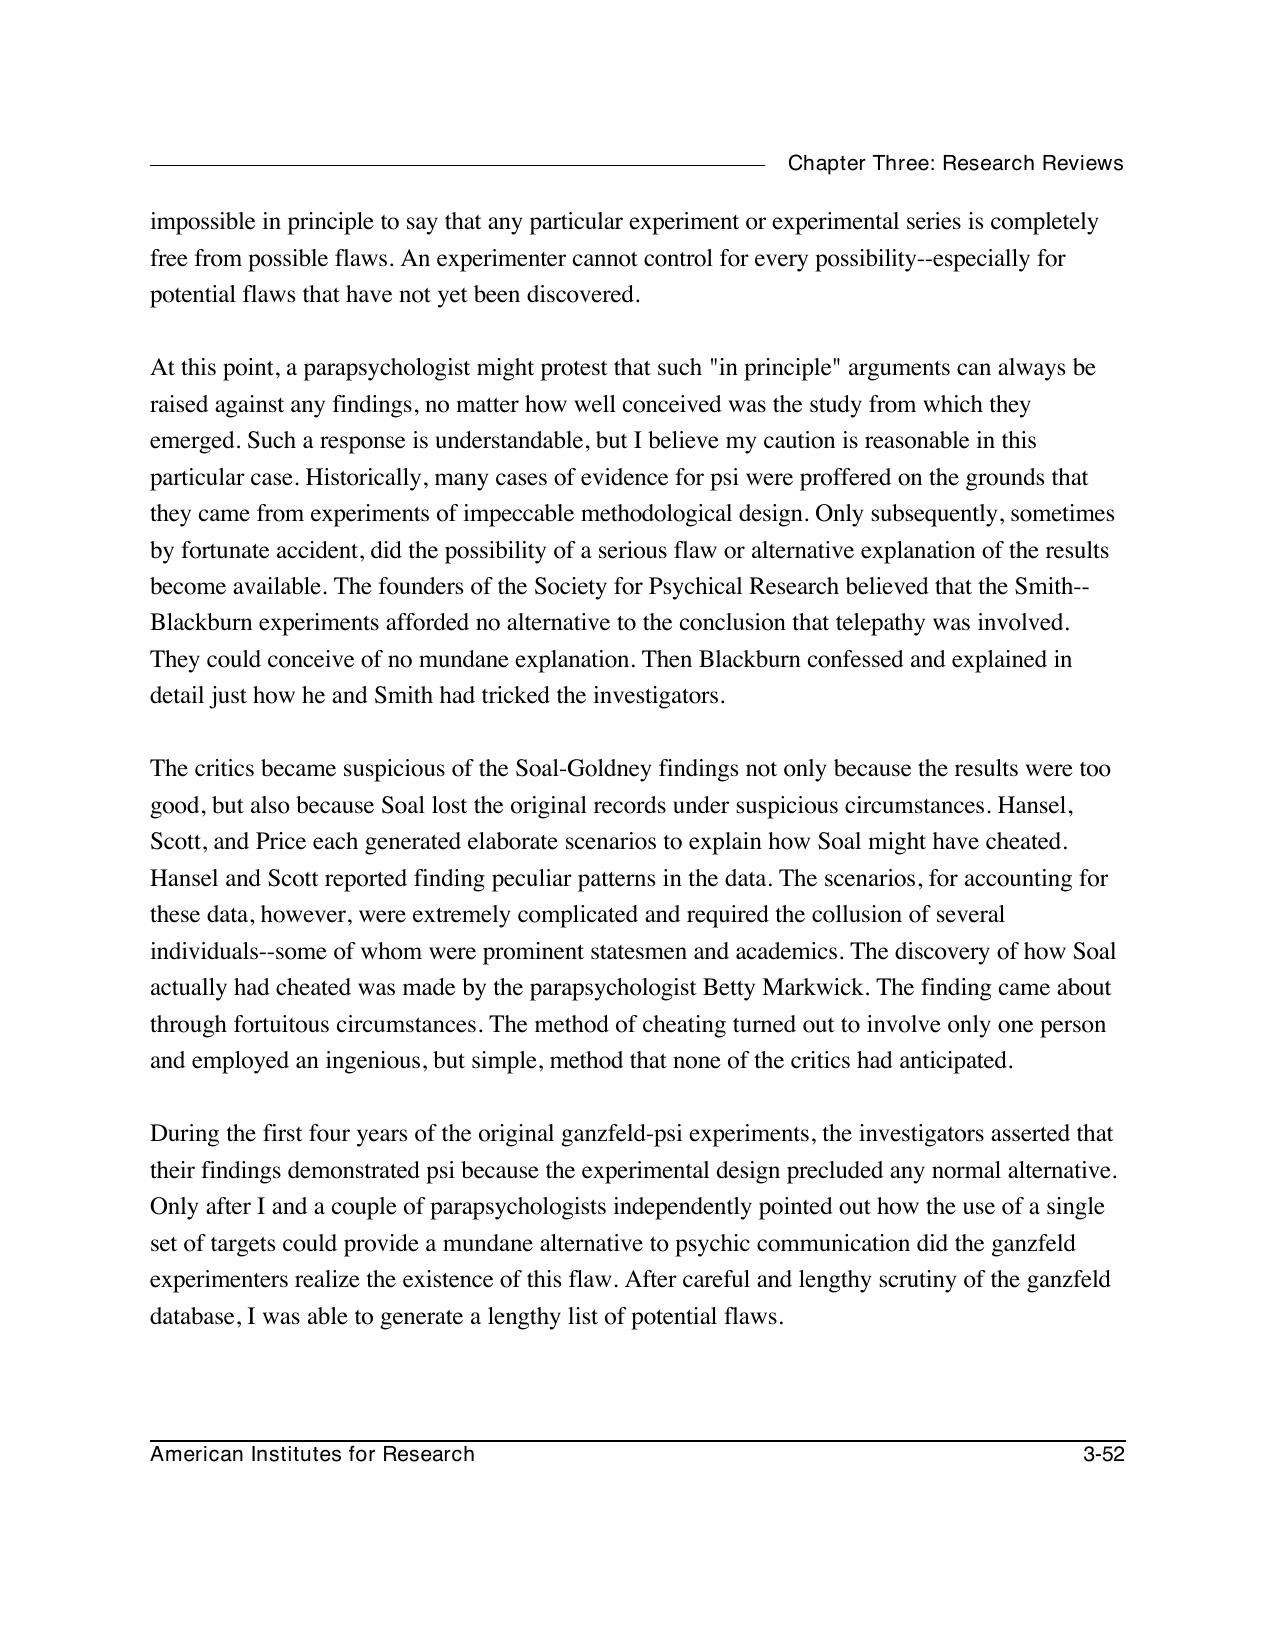 Chapter Three: Research Reviews
impossible in principle to say that any particular experiment or experimental series is completely
free from possible flaws. An experimenter cannot control for every possibility--especially for
potential flaws that have not yet been discovered.
At this point, a parapsychologist might protest that such "in principle" arguments can always be
raised against any findings, no matter how well conceived was the study from which they
emerged. Such a response is understandable, but I believe my caution is reasonable in this
particular case. Historically, many cases of evidence for psi were proffered on the grounds that
they came from experiments of impeccable methodological design. Only subsequently, sometimes
by fortunate accident, did the possibility of a serious flaw or alternative explanation of the results
become available. The founders of the Society for Psychical Research believed that the Smith--
Blackburn experiments afforded no alternative to the conclusion that telepathy was involved.
They could conceive of no mundane explanation. Then Blackburn confessed and explained in
detail just how he and Smith had tricked the investigators.
The critics became suspicious of the Soal-Goldney findings not only because the results were too
good, but also because Soal lost the original records under suspicious circumstances. Hansel,
Scott, and Price each generated elaborate scenarios to explain how Soal might have cheated.
Hansel and Scott reported finding peculiar patterns in the data. The scenarios, for accounting for
these data, however, were extremely complicated and required the collusion of several
individuals--some of whom were prominent statesmen and academics. The discovery of how Soal
actually had cheated was made by the parapsychologist Betty Markwick. The finding came about
through fortuitous circumstances. The method of cheating turned out to involve only one person
and employed an ingenious, but simple, method that none of the critics had anticipated.
During the first four years of the original ganzfeld-psi experiments, the investigators asserted that
their findings demonstrated psi because the experimental design precluded any normal alternative.
Only after I and a couple of parapsychologists independently pointed out how the use of a single
set of targets could provide a mundane alternative to psychic communication did the ganzfeld
experimenters realize the existence of this flaw. After careful and lengthy scrutiny of the ganzfeld
database, I was able to generate a lengthy list of potential flaws.
American Institutes for Research
3-52